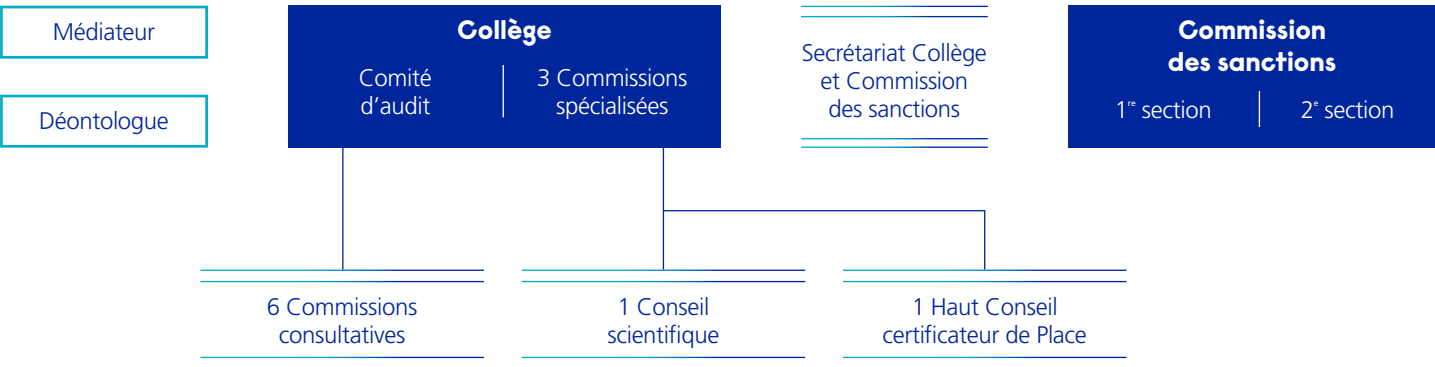 Médiateur
Déontologue
Collège
Comité
d’audit
3 Commissions
spécialisées
Secrétariat Collège
et Commission
des sanctions
Commission
des sanctions
1re section
2e section
6 Commissions
consultatives
1 Conseil
scientifique
1 Haut Conseil
certificateur de Place